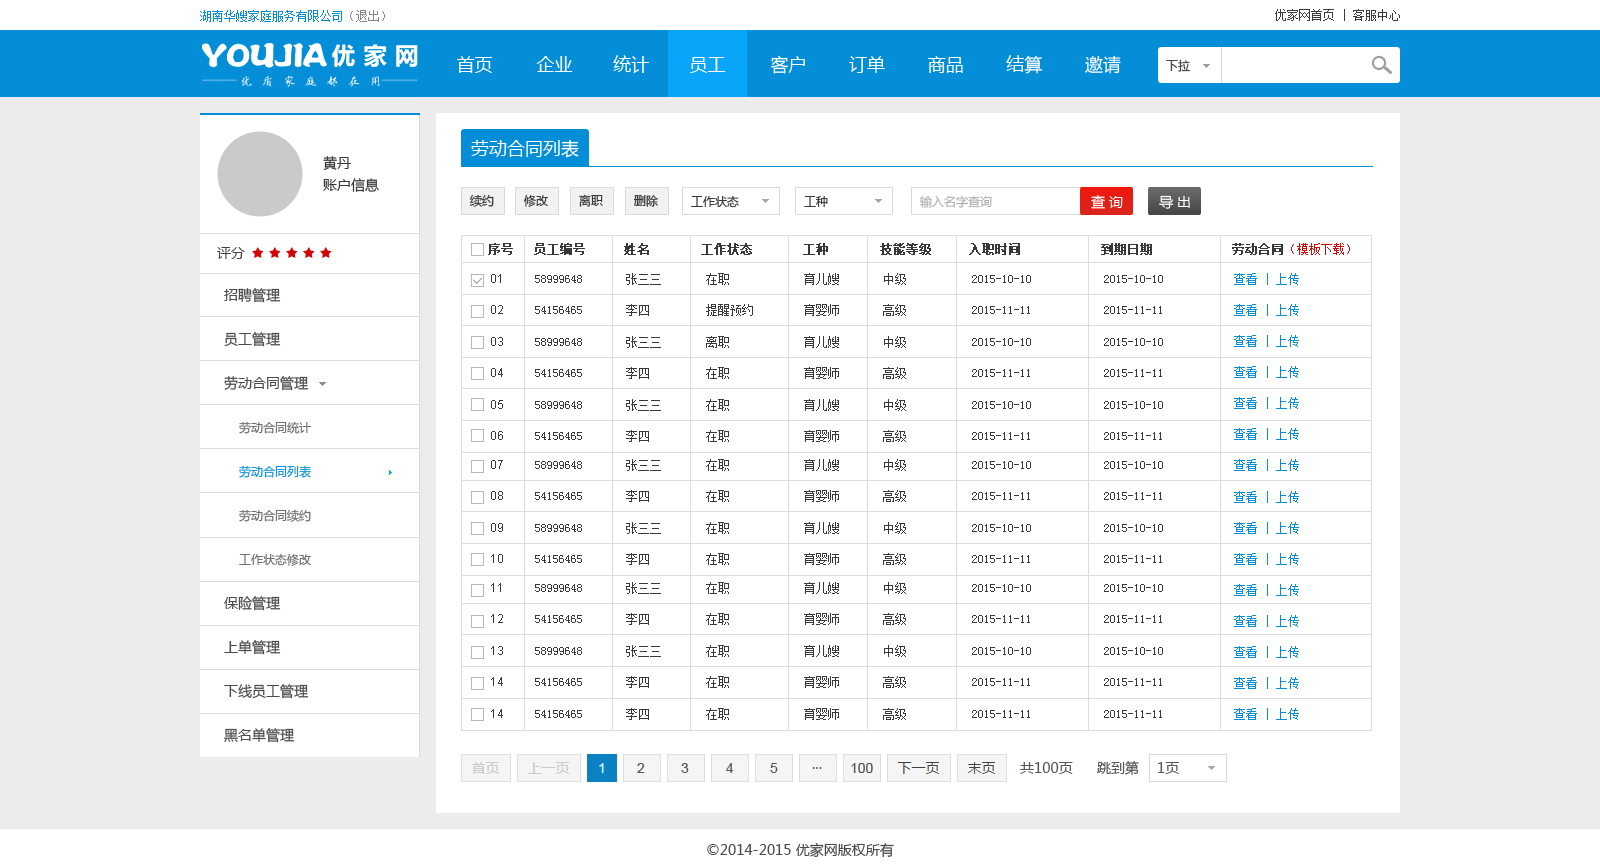 湖南华嫂家庭服务有限公司（退出）
优家网首页 | 客服中心
YOUJIA优家网
优质家庭都在用
首页 企业 统计 员工 客户 订单 商品 结算 邀请
下拉
黄丹
账户信息
评分 ★★★★★
招聘管理
员工管理
劳动合同管理
劳动合同统计
劳动合同列表
劳动合同续约
工作状态修改
保险管理
上单管理
下线员工管理
黑名单管理
劳动合同列表
续约 修改 离职 删除 工作状态 工种 输入名字查询 查 询 导 出
序号 员工编号 姓名 工作状态 工种 技能等级 入职时间 到期日期 劳动合同（模板下载）
01 58999648 张三三 在职 育儿嫂 中级 2015-10-10 2015-10-10 查看 | 上传
02 54156465 李四 提醒预约 育婴师 高级 2015-11-11 2015-11-11 查看 | 上传
03 58999648 张三三 离职 育儿嫂 中级 2015-10-10 2015-10-10 查看 | 上传
04 54156465 李四 在职 育婴师 高级 2015-11-11 2015-11-11 查看 | 上传
05 58999648 张三三 在职 育儿嫂 中级 2015-10-10 2015-10-10 查看 | 上传
06 54156465 李四 在职 育婴师 高级 2015-11-11 2015-11-11 查看 | 上传
07 58999648 张三三 在职 育儿嫂 中级 2015-10-10 2015-10-10 查看 | 上传
08 54156465 李四 在职 育婴师 高级 2015-11-11 2015-11-11 查看 | 上传
09 58999648 张三三 在职 育儿嫂 中级 2015-10-10 2015-10-10 查看 | 上传
10 54156465 李四 在职 育婴师 高级 2015-11-11 2015-11-11 查看 | 上传
11 58999648 张三三 在职 育儿嫂 中级 2015-10-10 2015-10-10 查看 | 上传
12 54156465 李四 在职 育婴师 高级 2015-11-11 2015-11-11 查看 | 上传
13 58999648 张三三 在职 育儿嫂 中级 2015-10-10 2015-10-10 查看 | 上传
14 54156465 李四 在职 育婴师 高级 2015-11-11 2015-11-11 查看 | 上传
14 54156465 李四 在职 育婴师 高级 2015-11-11 2015-11-11 查看 | 上传
首页 上一页 1 2 3 4 5 ... 100 下一页 末页 共100页 跳到第 1页
©2014-2015 优家网版权所有